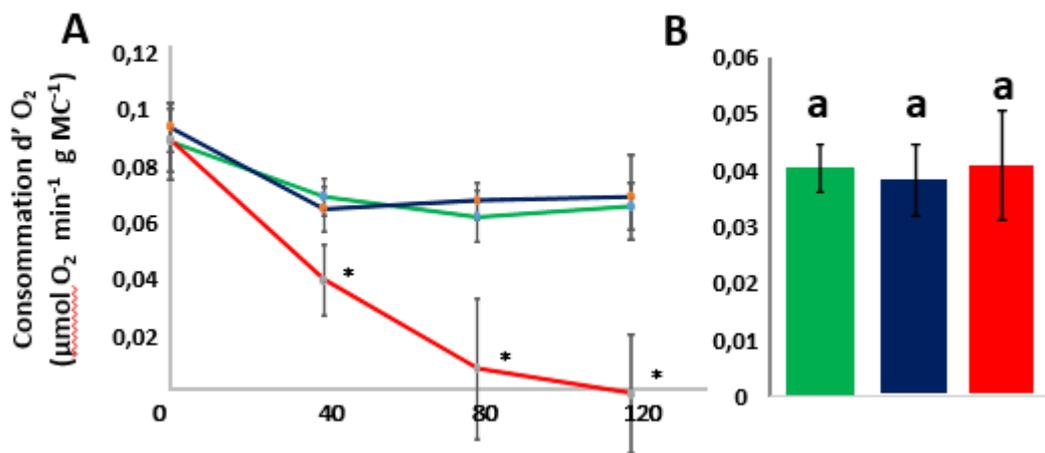 A
Consommation d' O₂
(µmol O₂ min⁻¹ g MC⁻¹)
0,12
0,1
0,08
0,06
0,04
0,02
*
*
*
0 40 80 120
B
0,06
0,05
0,04
0,03
0,02
0,01
0
a a a